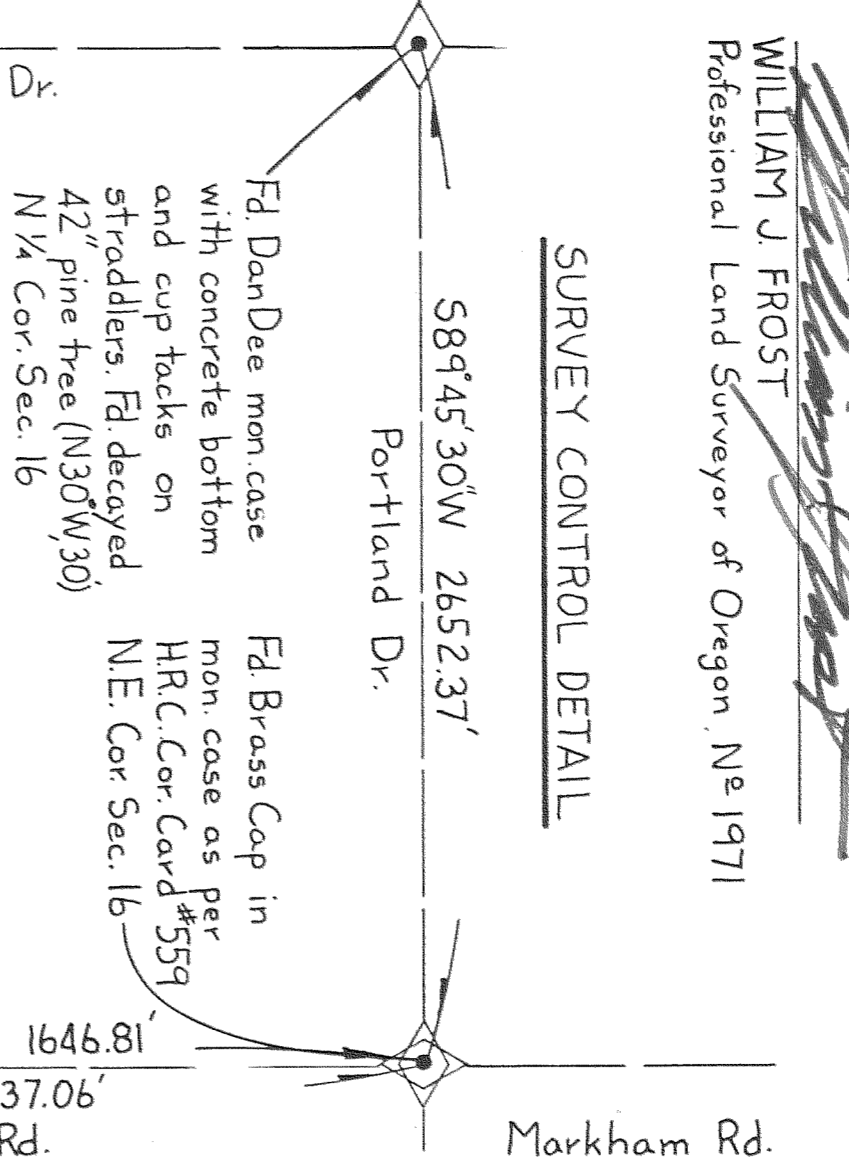 WILLIAM J. FROST
Professional Land Surveyor of Oregon, Nº 1971
SURVEY CONTROL DETAIL
S89°45'30"W 2652.37'
Portland Dr.
Fd. DanDee mon. case
with concrete bottom
and cup tacks on
straddlers. Fd. decayed
42" pine tree (N30°W,30')
N ¼ Cor. Sec. 16
Fd. Brass Cap in
mon. case as per
H.R.C. Cor. Card #559
N.E. Cor. Sec. 16
Dr.
1646.81'
37.06'
Rd.
Markham Rd.